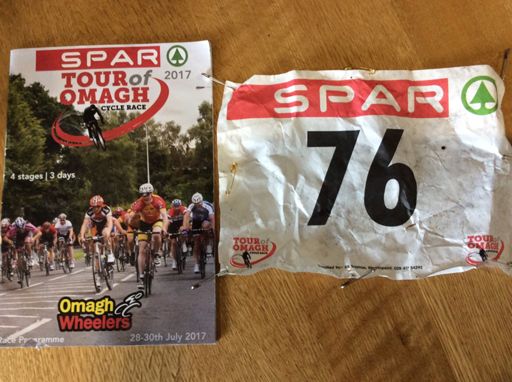 SPAR
2017
TOUR of
OMAGH
CYCLE RACE
4 stages | 3 days
Omagh
Wheelers
Race Programme
28-30th July 2017
SPAR
76
TOUR of
OMAGH
TOUR of
OMAGH